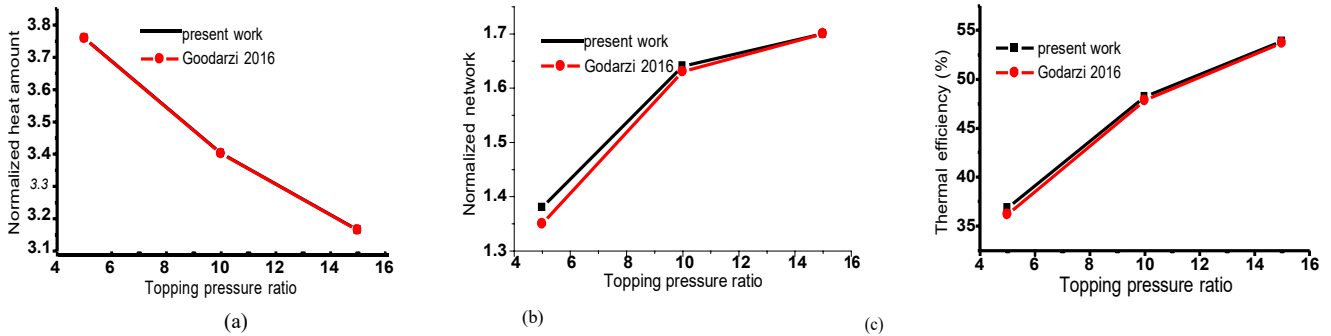 3.8
3.7
3.5
3.4
3.3
3.2
3.1
4
6
8
10
12
14
16
Normalized heat amount
Topping pressure ratio
present work
Goodarzi 2016
(a)
1.7
1.6
1.5
1.4
1.3
4
6
8
10
12
14
16
Normalized network
Topping pressure ratio
present work
Godarzi 2016
(b)
55
50
45
40
35
4
6
8
10
12
14
16
Thermal efficiency (%)
Topping pressure ratio
present work
Godarzi 2016
(c)